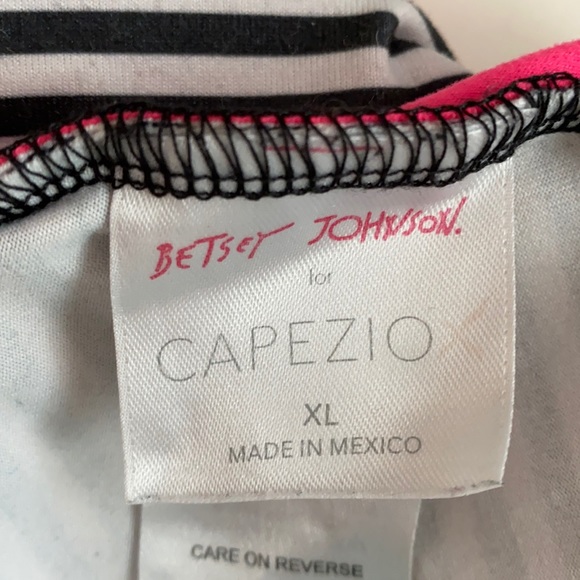 BETSEY JOHNSON.
for
CAPEZIO
XL
MADE IN MEXICO
CARE ON REVERSE